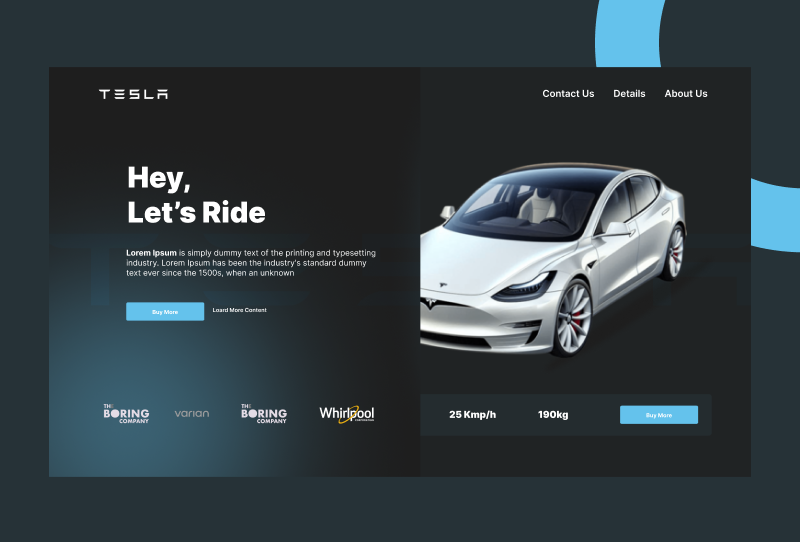 TESLA
Contact Us Details About Us
Hey,
Let's Ride
Lorem Ipsum is simply dummy text of the printing and typesetting
industry. Lorem Ipsum has been the industry's standard dummy
text ever since the 1500s, when an unknown
Buy More
Loard More Content
THE
BORING
COMPANY
varian
THE
BORING
COMPANY
Whirlpool
CORPORATION
25 Kmp/h
190kg
Buy More